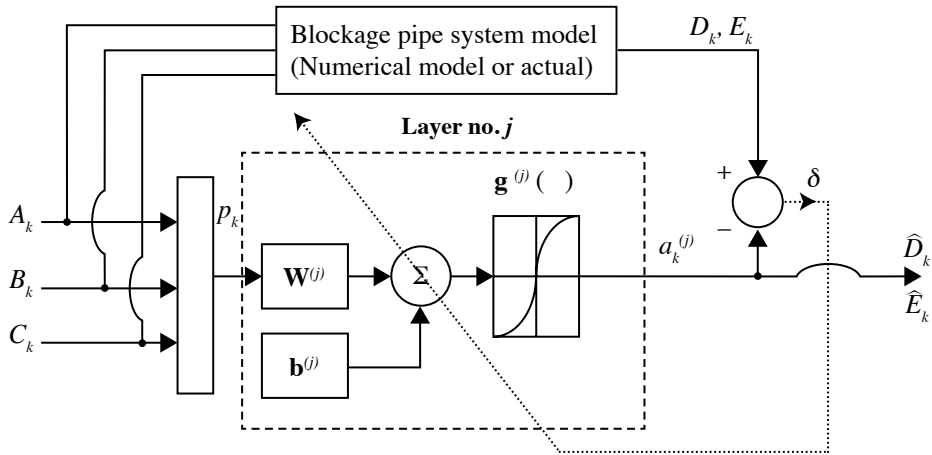 Blockage pipe system model
(Numerical model or actual)
D_k, E_k
Layer no. j
g^(j) ( )
+
δ
A_k
p_k
−
a_k^(j)
D̂_k
B_k
W^(j)
Σ
Ê_k
C_k
b^(j)